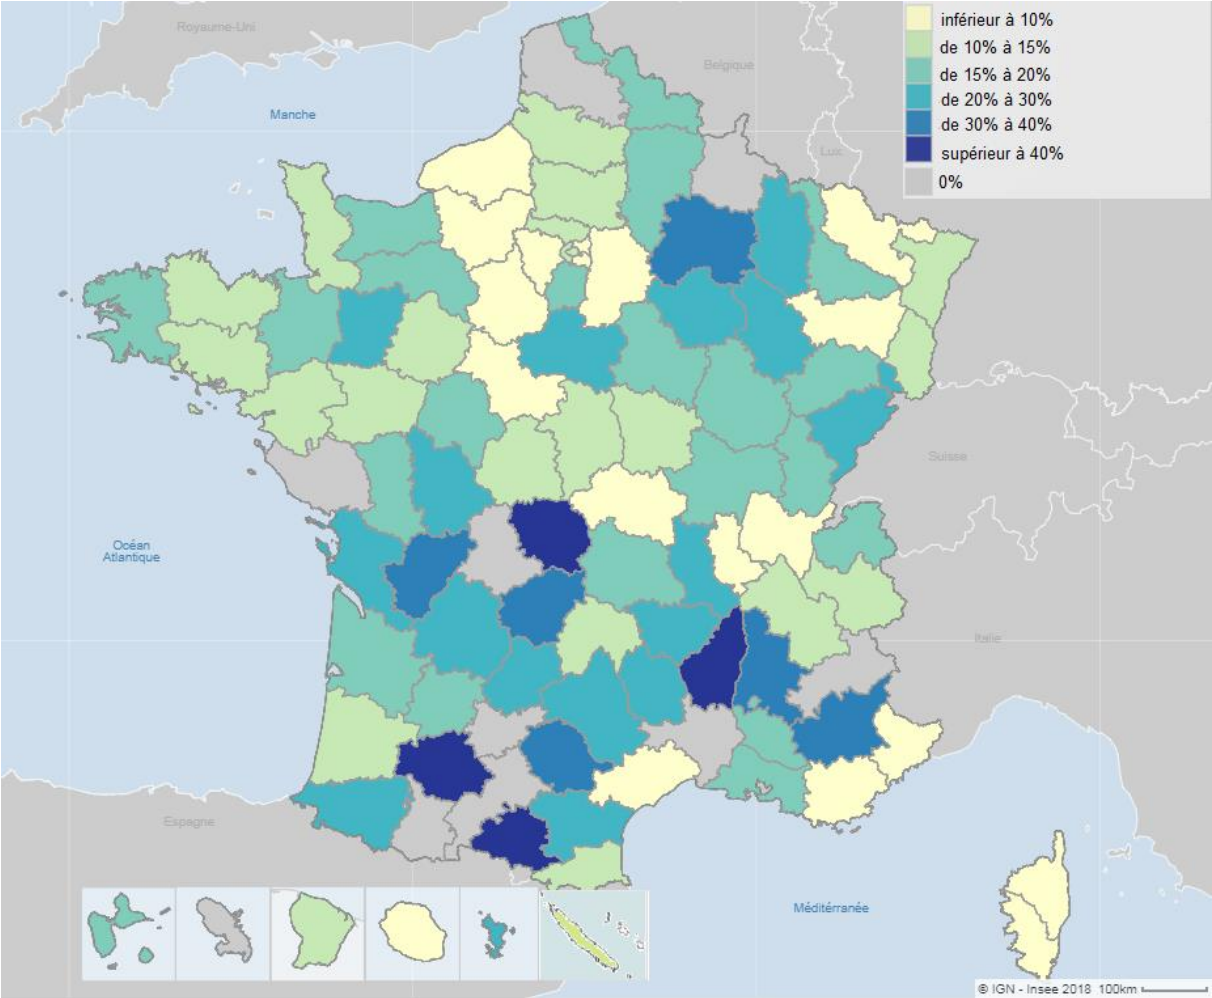 Royaume-Uni
inférieur à 10%
de 10% à 15%
Belgique
de 15% à 20%
de 20% à 30%
Manche
de 30% à 40%
Lux.
supérieur à 40%
0%
Suisse
Océan
Atlantique
Italie
Espagne
Méditérranée
© IGN - Insee 2018 100km